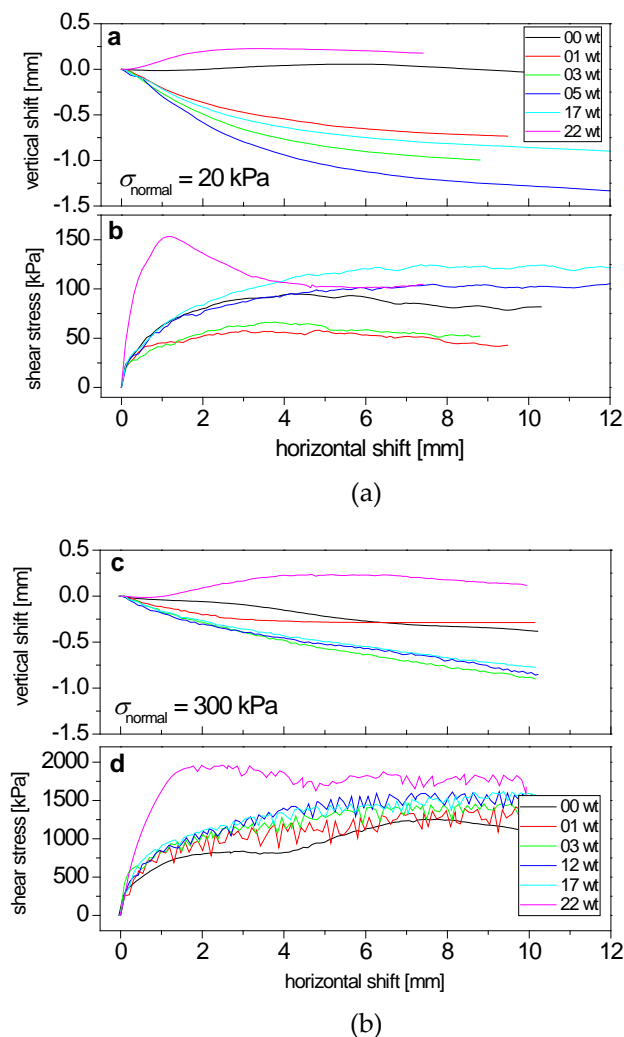 a
0.5
0.0
-0.5
-1.0
-1.5
vertical shift [mm]
σnormal = 20 kPa
00 wt
01 wt
03 wt
05 wt
17 wt
22 wt
b
150
100
50
0
shear stress [kPa]
0 2 4 6 8 10 12
horizontal shift [mm]
(a)
c
0.5
0.0
-0.5
-1.0
-1.5
vertical shift [mm]
σnormal = 300 kPa
d
2000
1500
1000
500
0
shear stress [kPa]
00 wt
01 wt
03 wt
12 wt
17 wt
22 wt
0 2 4 6 8 10 12
horizontal shift [mm]
(b)